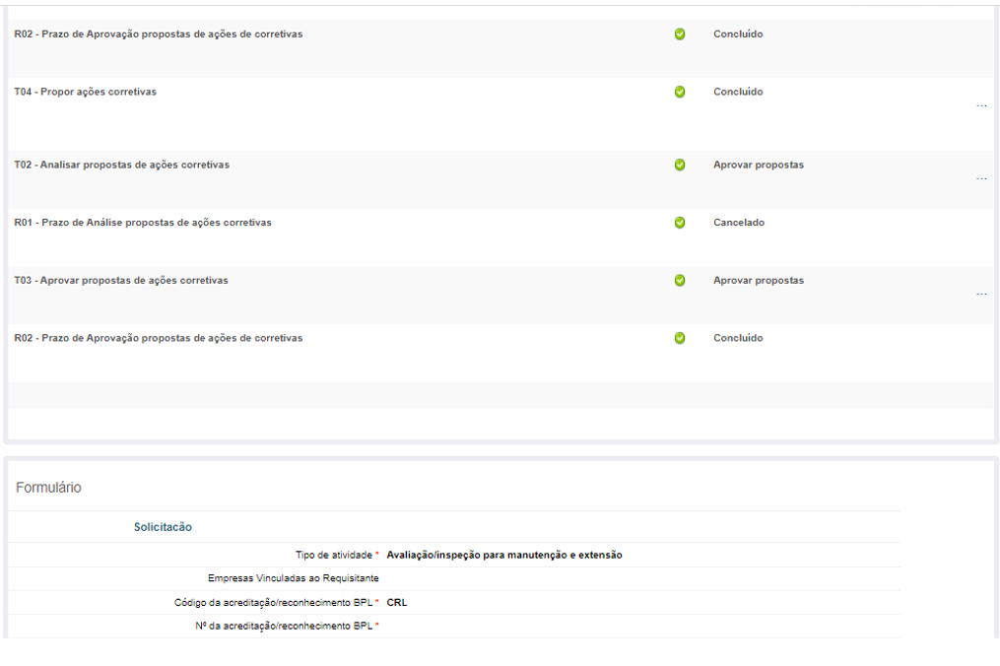 R02 - Prazo de Aprovação propostas de ações de corretivas Concluído
T04 - Propor ações corretivas Concluído
...
T02 - Analisar propostas de ações corretivas Aprovar propostas
...
R01 - Prazo de Análise propostas de ações corretivas Cancelado
T03 - Aprovar propostas de ações corretivas Aprovar propostas
...
R02 - Prazo de Aprovação propostas de ações de corretivas Concluído
Formulário
Solicitacão
Tipo de atividade * Avaliação/inspeção para manutenção e extensão
Empresas Vinculadas ao Requisitante
Código da acreditação/reconhecimento BPL * CRL
Nº da acreditação/reconhecimento BPL *